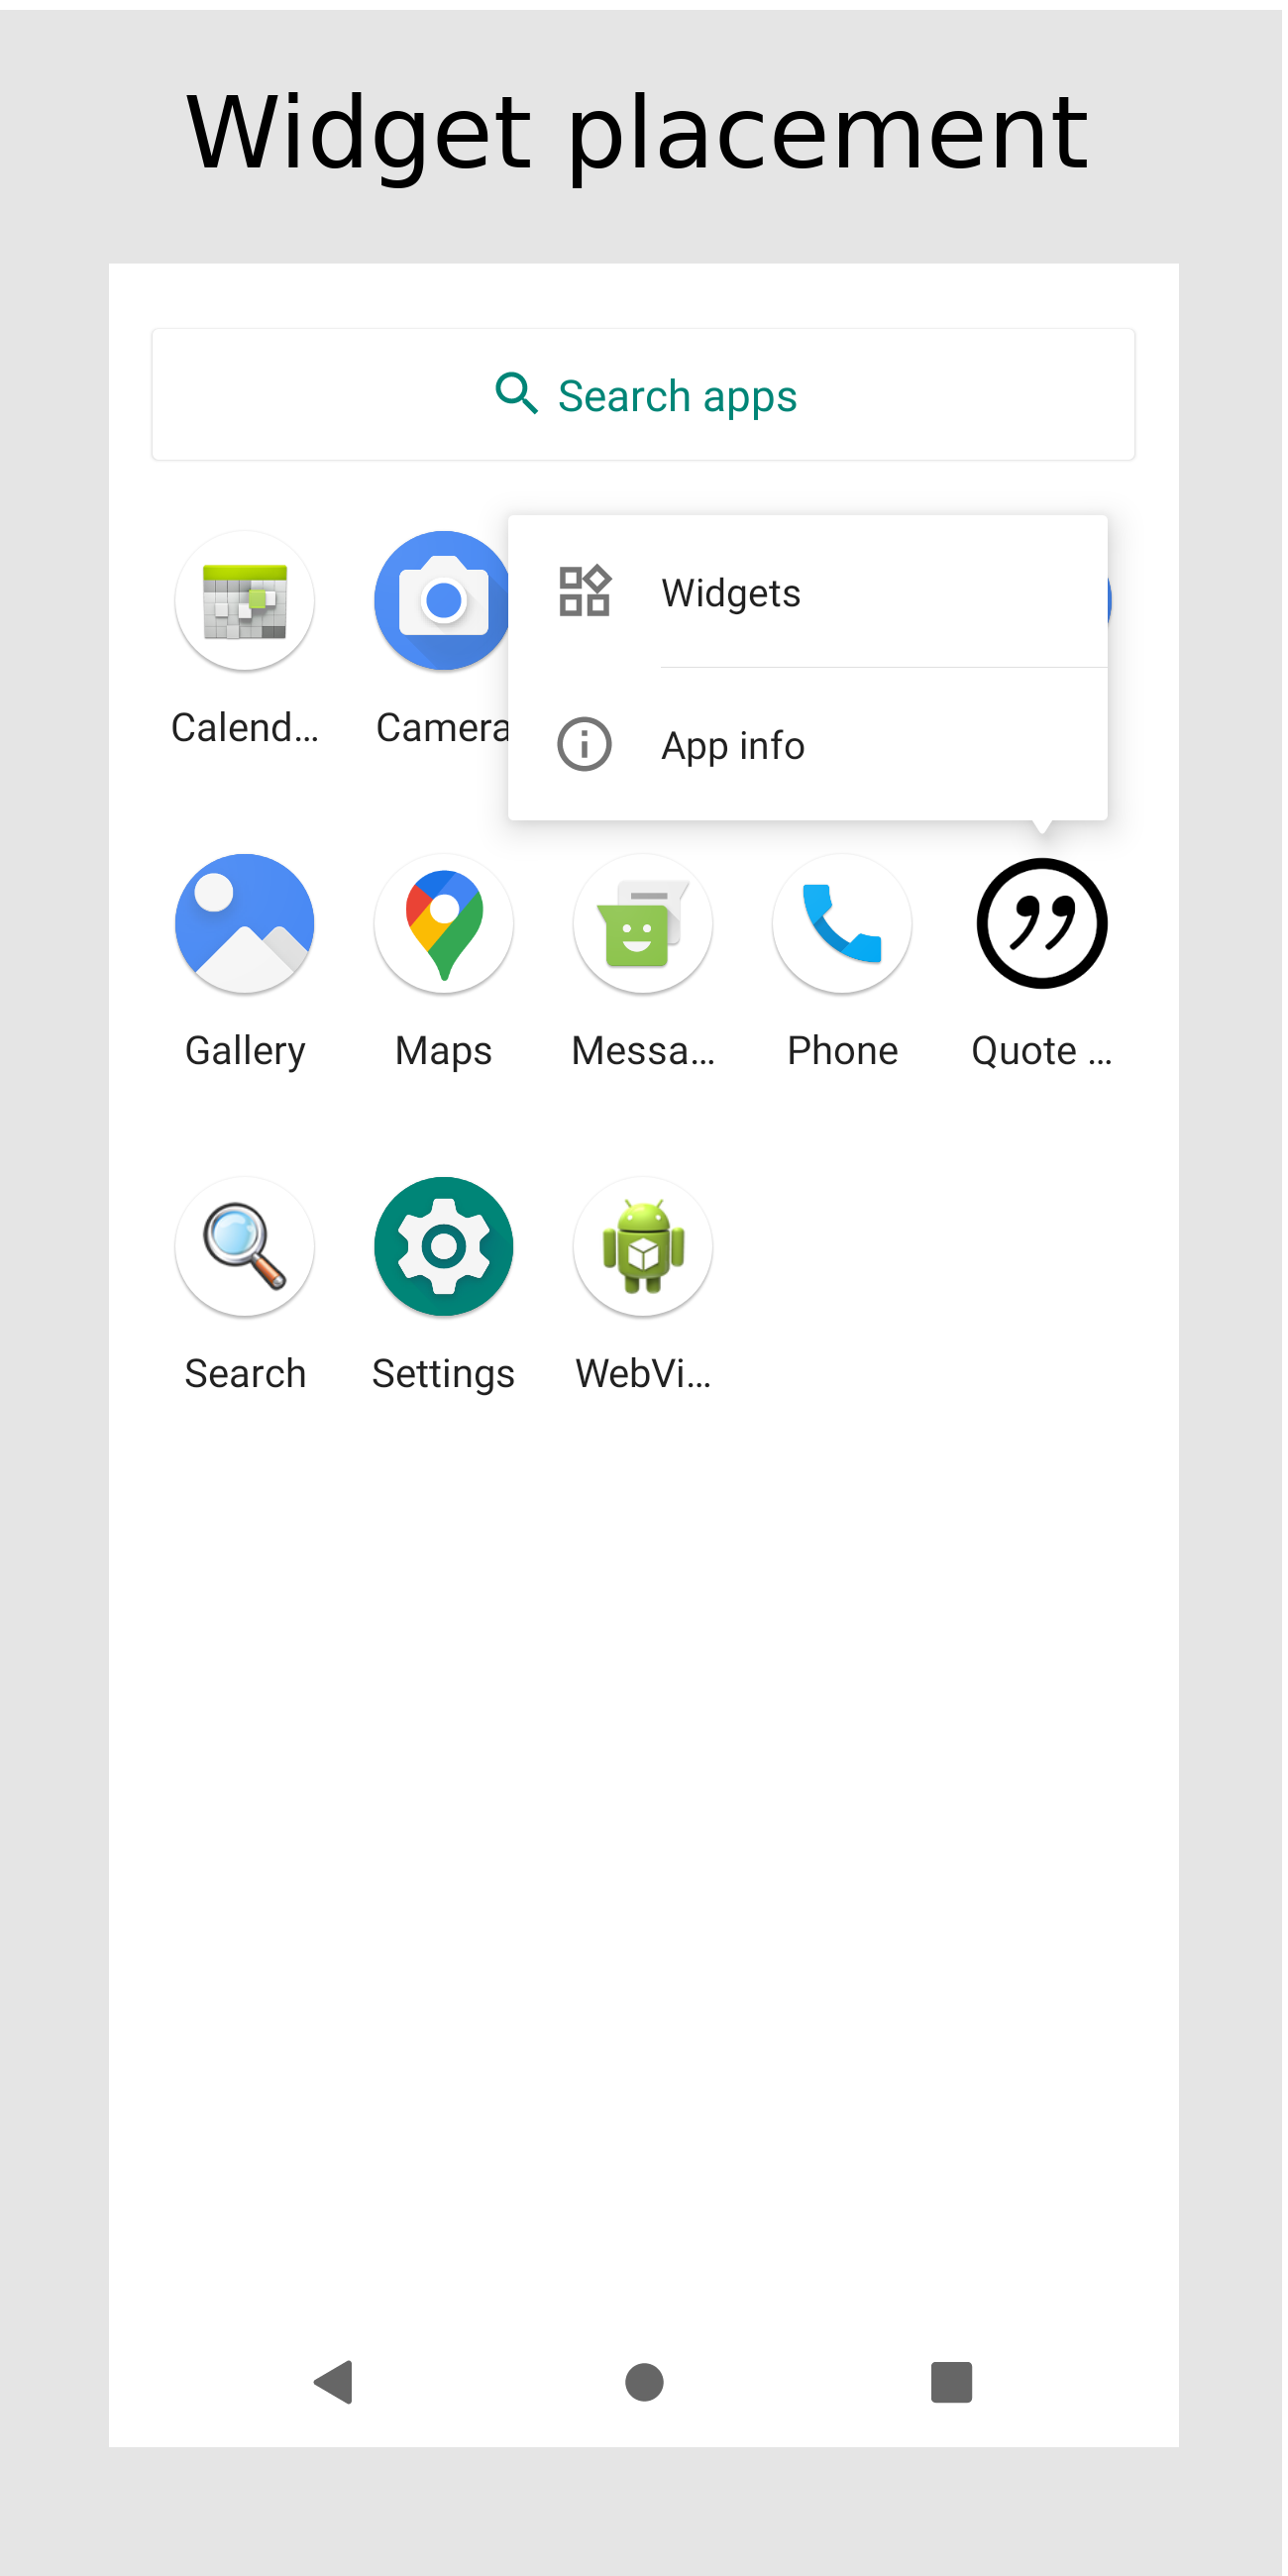 Widget placement
Search apps
Widgets
App info
Calend...
Camera
Gallery
Maps
Messa...
Phone
Quote ...
Search
Settings
WebVi...